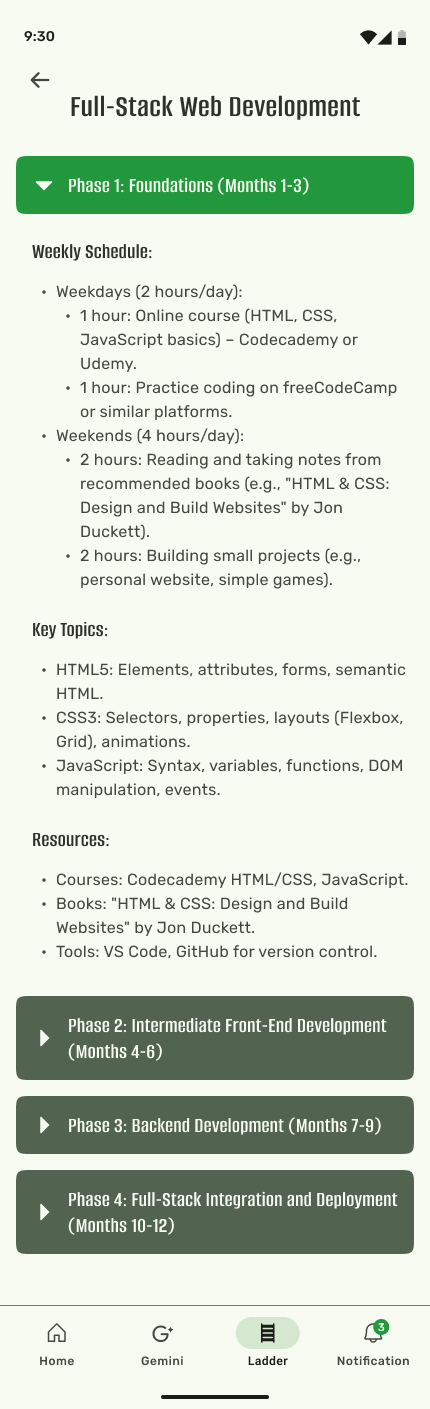 9:30
Full-Stack Web Development
Phase 1: Foundations (Months 1-3)
Weekly Schedule:
• Weekdays (2 hours/day):
• 1 hour: Online course (HTML, CSS,
JavaScript basics) – Codecademy or
Udemy.
• 1 hour: Practice coding on freeCodeCamp
or similar platforms.
• Weekends (4 hours/day):
• 2 hours: Reading and taking notes from
recommended books (e.g., "HTML & CSS:
Design and Build Websites" by Jon
Duckett).
• 2 hours: Building small projects (e.g.,
personal website, simple games).
Key Topics:
• HTML5: Elements, attributes, forms, semantic
HTML.
• CSS3: Selectors, properties, layouts (Flexbox,
Grid), animations.
• JavaScript: Syntax, variables, functions, DOM
manipulation, events.
Resources:
• Courses: Codecademy HTML/CSS, JavaScript.
• Books: "HTML & CSS: Design and Build
Websites" by Jon Duckett.
• Tools: VS Code, GitHub for version control.
Phase 2: Intermediate Front-End Development
(Months 4-6)
Phase 3: Backend Development (Months 7-9)
Phase 4: Full-Stack Integration and Deployment
(Months 10-12)
3
Home Gemini Ladder Notification